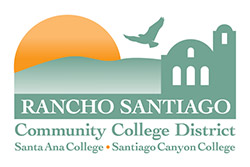 RANCHO SANTIAGO
Community College District
Santa Ana College • Santiago Canyon College